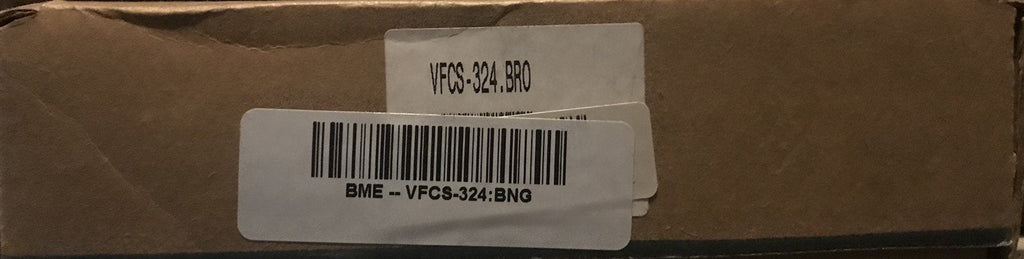 VFCS-324.BRO
BME -- VFCS-324:BNG